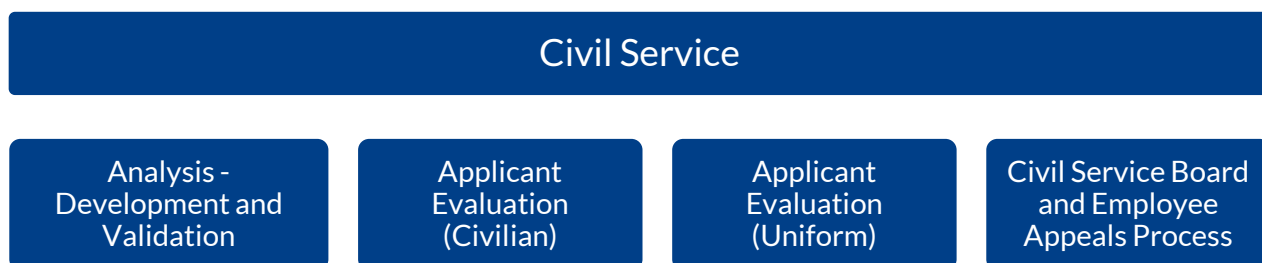 Civil Service
Analysis -
Development and
Validation
Applicant
Evaluation
(Civilian)
Applicant
Evaluation
(Uniform)
Civil Service Board
and Employee
Appeals Process